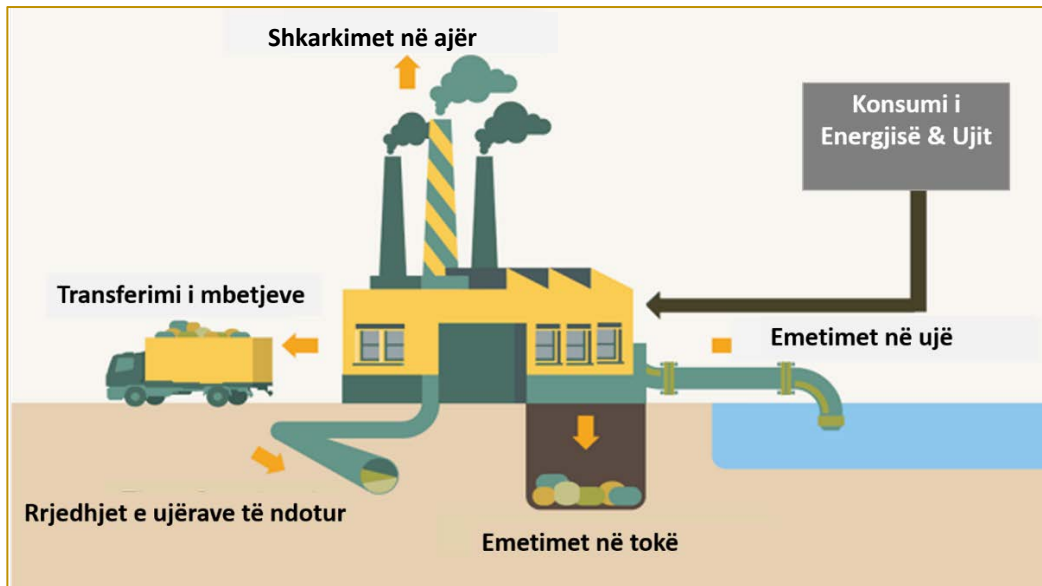 Shkarkimet në ajër
Konsumi i
Energjisë & Ujit
Transferimi i mbetjeve
Emetimet në ujë
Rrjedhjet e ujërave të ndotur
Emetimet në tokë